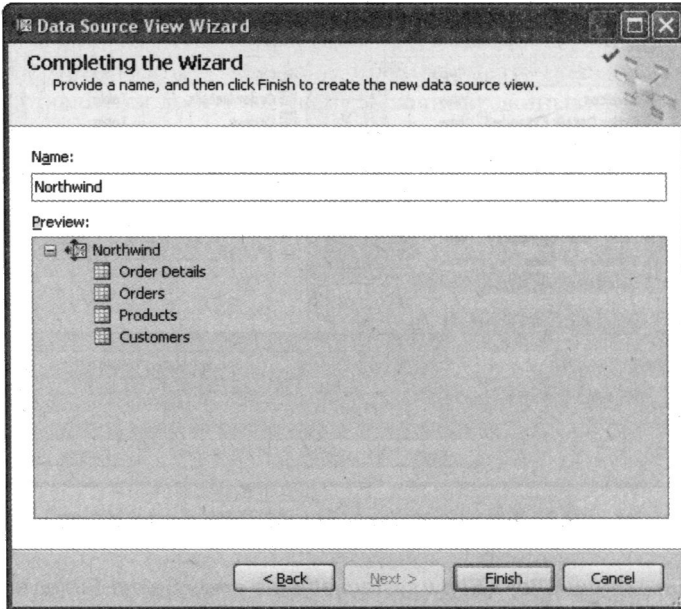 Data Source View Wizard
Completing the Wizard
Provide a name, and then click Finish to create the new data source view.
Name:
Northwind
Preview:
Northwind
Order Details
Orders
Products
Customers
< Back
Next >
Finish
Cancel